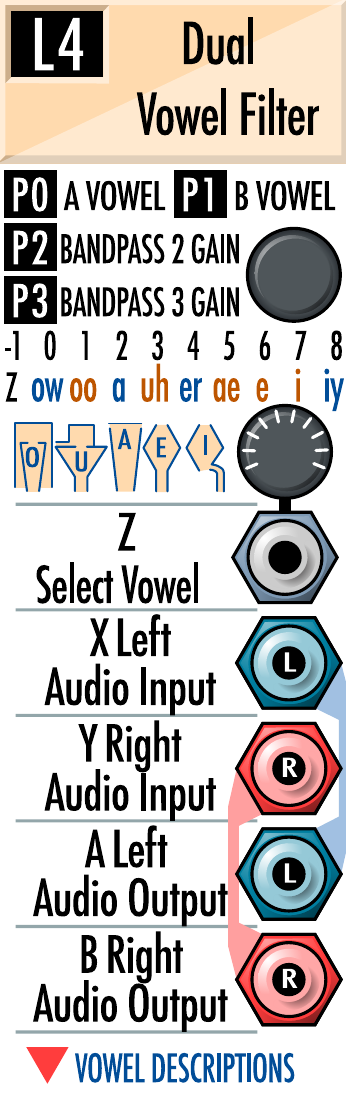 L4 Dual
Vowel Filter
P0 A VOWEL P1 B VOWEL
P2 BANDPASS 2 GAIN
P3 BANDPASS 3 GAIN
-1 0 1 2 3 4 5 6 7 8
Z ow oo a uh er ae e i iy
O U A E I
Z
Select Vowel
X Left
Audio Input
L
Y Right
Audio Input
R
A Left
Audio Output
L
B Right
Audio Output
R
VOWEL DESCRIPTIONS